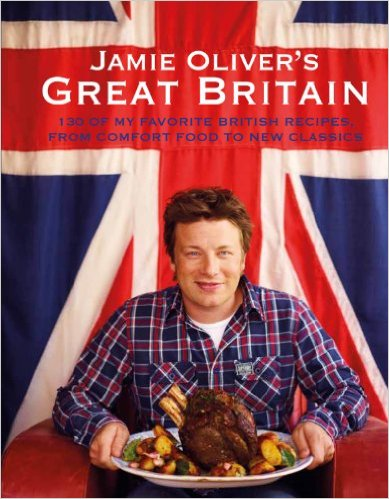 JAMIE OLIVER'S
GREAT BRITAIN
130 OF MY FAVORITE BRITISH RECIPES,
FROM COMFORT FOOD TO NEW CLASSICS